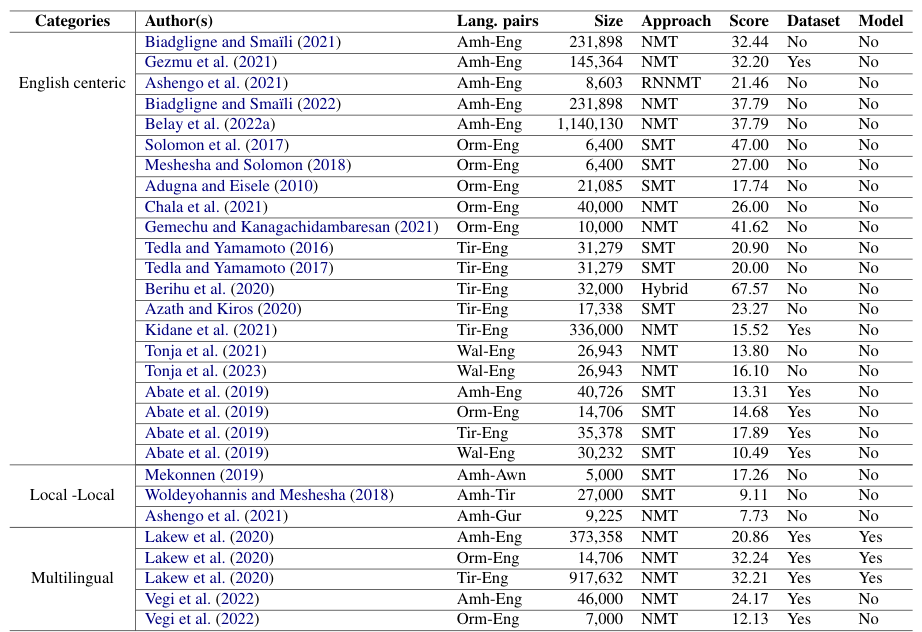 Categories Author(s) Lang. pairs Size Approach Score Dataset Model
Biadgligne and Smaïli (2021) Amh-Eng 231,898 NMT 32.44 No No
Gezmu et al. (2021) Amh-Eng 145,364 NMT 32.20 Yes No
English centeric Ashengo et al. (2021) Amh-Eng 8,603 RNNMT 21.46 No No
Biadgligne and Smaïli (2022) Amh-Eng 231,898 NMT 37.79 No No
Belay et al. (2022a) Amh-Eng 1,140,130 NMT 37.79 No No
Solomon et al. (2017) Orm-Eng 6,400 SMT 47.00 No No
Meshesha and Solomon (2018) Orm-Eng 6,400 SMT 27.00 No No
Adugna and Eisele (2010) Orm-Eng 21,085 SMT 17.74 No No
Chala et al. (2021) Orm-Eng 40,000 NMT 26.00 No No
Gemechu and Kanagachidambaresan (2021) Orm-Eng 10,000 NMT 41.62 No No
Tedla and Yamamoto (2016) Tir-Eng 31,279 SMT 20.90 No No
Tedla and Yamamoto (2017) Tir-Eng 31,279 SMT 20.00 No No
Berihu et al. (2020) Tir-Eng 32,000 Hybrid 67.57 No No
Azath and Kiros (2020) Tir-Eng 17,338 SMT 23.27 No No
Kidane et al. (2021) Tir-Eng 336,000 NMT 15.52 Yes No
Tonja et al. (2021) Wal-Eng 26,943 NMT 13.80 No No
Tonja et al. (2023) Wal-Eng 26,943 NMT 16.10 No No
Abate et al. (2019) Amh-Eng 40,726 SMT 13.31 Yes No
Abate et al. (2019) Orm-Eng 14,706 SMT 14.68 Yes No
Abate et al. (2019) Tir-Eng 35,378 SMT 17.89 Yes No
Abate et al. (2019) Wal-Eng 30,232 SMT 10.49 Yes No
Mekonnen (2019) Amh-Awn 5,000 SMT 17.26 No No
Local -Local Woldeyohannis and Meshesha (2018) Amh-Tir 27,000 SMT 9.11 No No
Ashengo et al. (2021) Amh-Gur 9,225 NMT 7.73 No No
Lakew et al. (2020) Amh-Eng 373,358 NMT 20.86 Yes Yes
Lakew et al. (2020) Orm-Eng 14,706 NMT 32.24 Yes Yes
Multilingual Lakew et al. (2020) Tir-Eng 917,632 NMT 32.21 Yes Yes
Vegi et al. (2022) Amh-Eng 46,000 NMT 24.17 Yes No
Vegi et al. (2022) Orm-Eng 7,000 NMT 12.13 Yes No